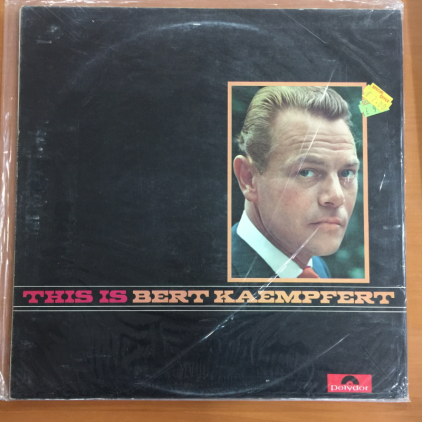 THIS IS BERT KAEMPFERT
Polydor